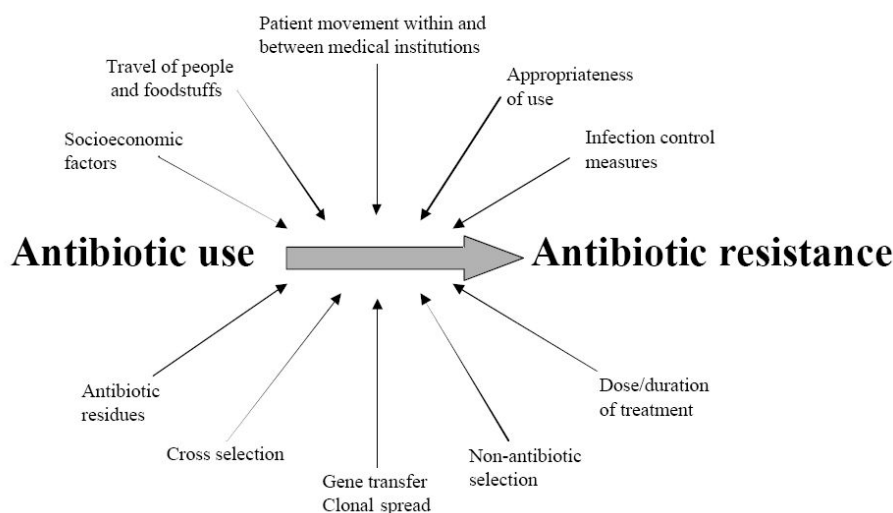 Patient movement within and
between medical institutions
Travel of people
and foodstuffs
Appropriateness
of use
Socioeconomic
factors
Infection control
measures
Antibiotic use
Antibiotic resistance
Antibiotic
residues
Dose/duration
of treatment
Cross selection
Non-antibiotic
selection
Gene transfer
Clonal spread